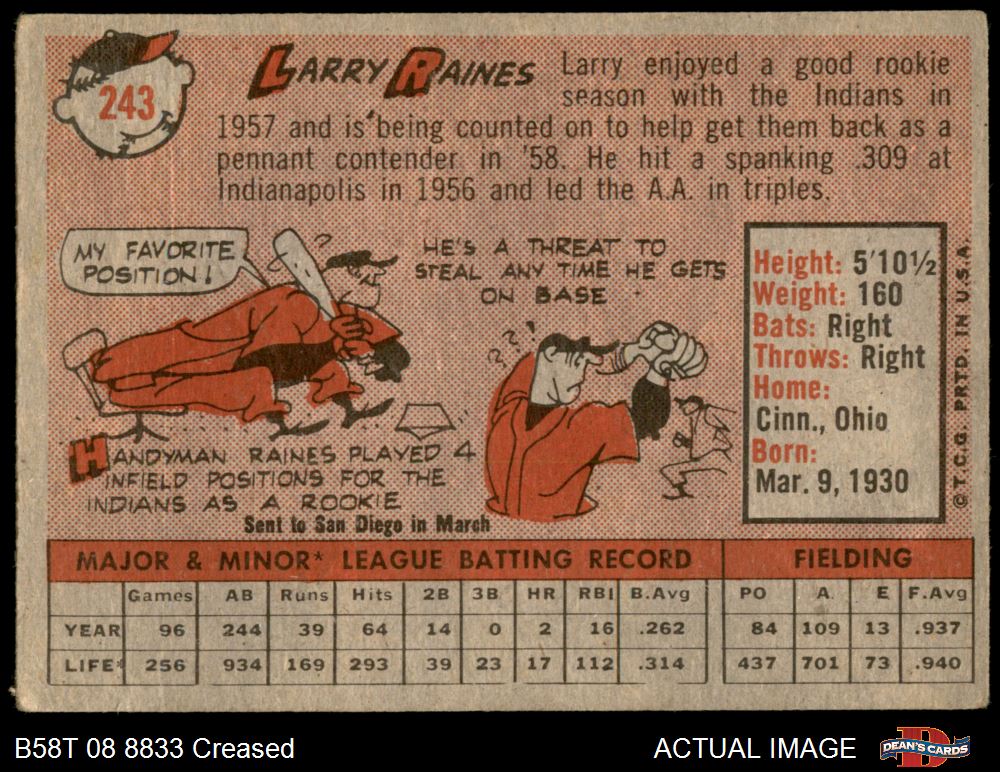 243
LARRY RAINES
Larry enjoyed a good rookie
season with the Indians in
1957 and is being counted on to help get them back as a
pennant contender in '58. He hit a spanking .309 at
Indianapolis in 1956 and led the A.A. in triples.
MY FAVORITE
POSITION!
?
HE'S A THREAT TO
STEAL ANY TIME HE GETS
ON BASE
??!
HANDYMAN RAINES PLAYED 4
INFIELD POSITIONS FOR THE
INDIANS AS A ROOKIE
Sent to San Diego in March
Height: 5'10½
Weight: 160
Bats: Right
Throws: Right
Home:
Cinn., Ohio
Born:
Mar. 9, 1930
© T.C.G. PRTD. IN U.S.A.
MAJOR & MINOR* LEAGUE BATTING RECORD FIELDING
Games AB Runs Hits 2B 3B HR RBI B.Avg PO A. E F.Avg
YEAR 96 244 39 64 14 0 2 16 .262 84 109 13 .937
LIFE* 256 934 169 293 39 23 17 112 .314 437 701 73 .940
B58T 08 8833 Creased
ACTUAL IMAGE
D
DEAN'S CARDS